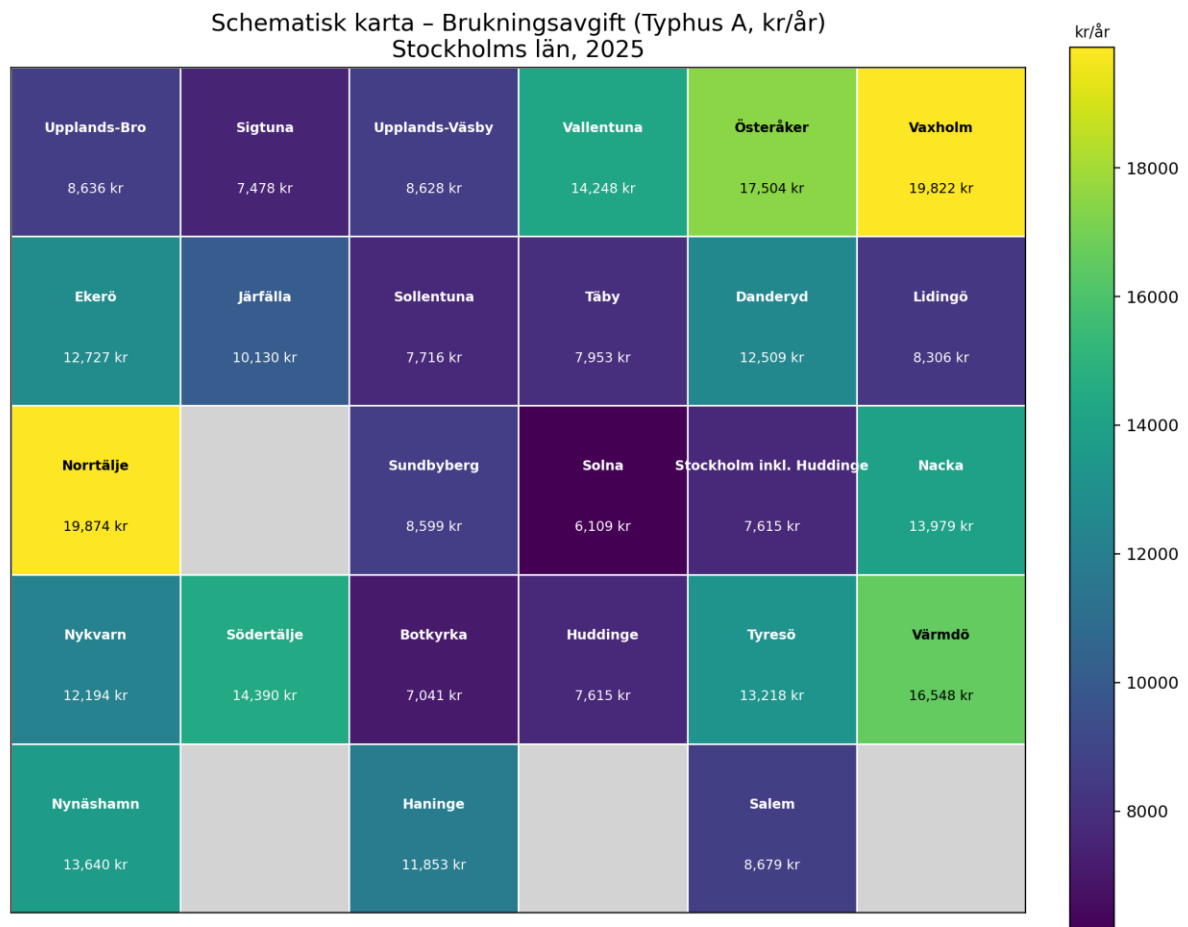 Schematisk karta – Brukningsavgift (Typhus A, kr/år)
Stockholms län, 2025
kr/år
Upplands-Bro
8,636 kr
Sigtuna
7,478 kr
Upplands-Väsby
8,628 kr
Vallentuna
14,248 kr
Österåker
17,504 kr
Vaxholm
19,822 kr
Ekerö
12,727 kr
Järfälla
10,130 kr
Sollentuna
7,716 kr
Täby
7,953 kr
Danderyd
12,509 kr
Lidingö
8,306 kr
Norrtälje
19,874 kr
Sundbyberg
8,599 kr
Solna
6,109 kr
Stockholm inkl. Huddinge
7,615 kr
Nacka
13,979 kr
Nykvarn
12,194 kr
Södertälje
14,390 kr
Botkyrka
7,041 kr
Huddinge
7,615 kr
Tyresö
13,218 kr
Värmdö
16,548 kr
Nynäshamn
13,640 kr
Haninge
11,853 kr
Salem
8,679 kr
18000
16000
14000
12000
10000
8000